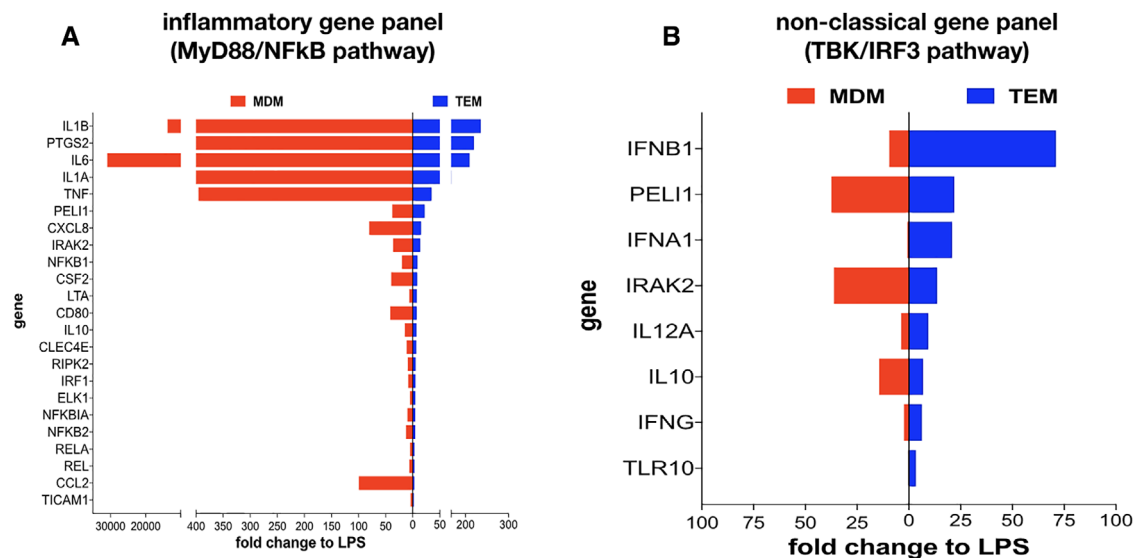 A
inflammatory gene panel
(MyD88/NFkB pathway)
MDM
TEM
IL1B
PTGS2
IL6
IL1A
TNF
PELI1
CXCL8
IRAK2
NFKB1
CSF2
LTA
CD80
IL10
CLEC4E
RIPK2
IRF1
ELK1
NFKBIA
NFKB2
RELA
REL
CCL2
TICAM1
gene
30000 20000 400 350 300 250 200 150 100 50 0 50 200 300
fold change to LPS
B
non-classical gene panel
(TBK/IRF3 pathway)
MDM
TEM
IFNB1
PELI1
IFNA1
IRAK2
IL12A
IL10
IFNG
TLR10
gene
100 75 50 25 0 25 50 75 100
fold change to LPS